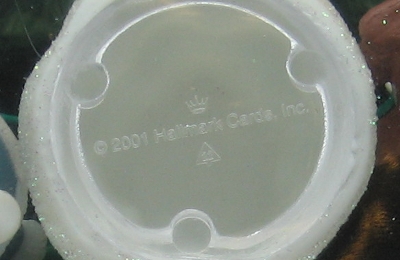 © 2001 Hallmark Cards, Inc.